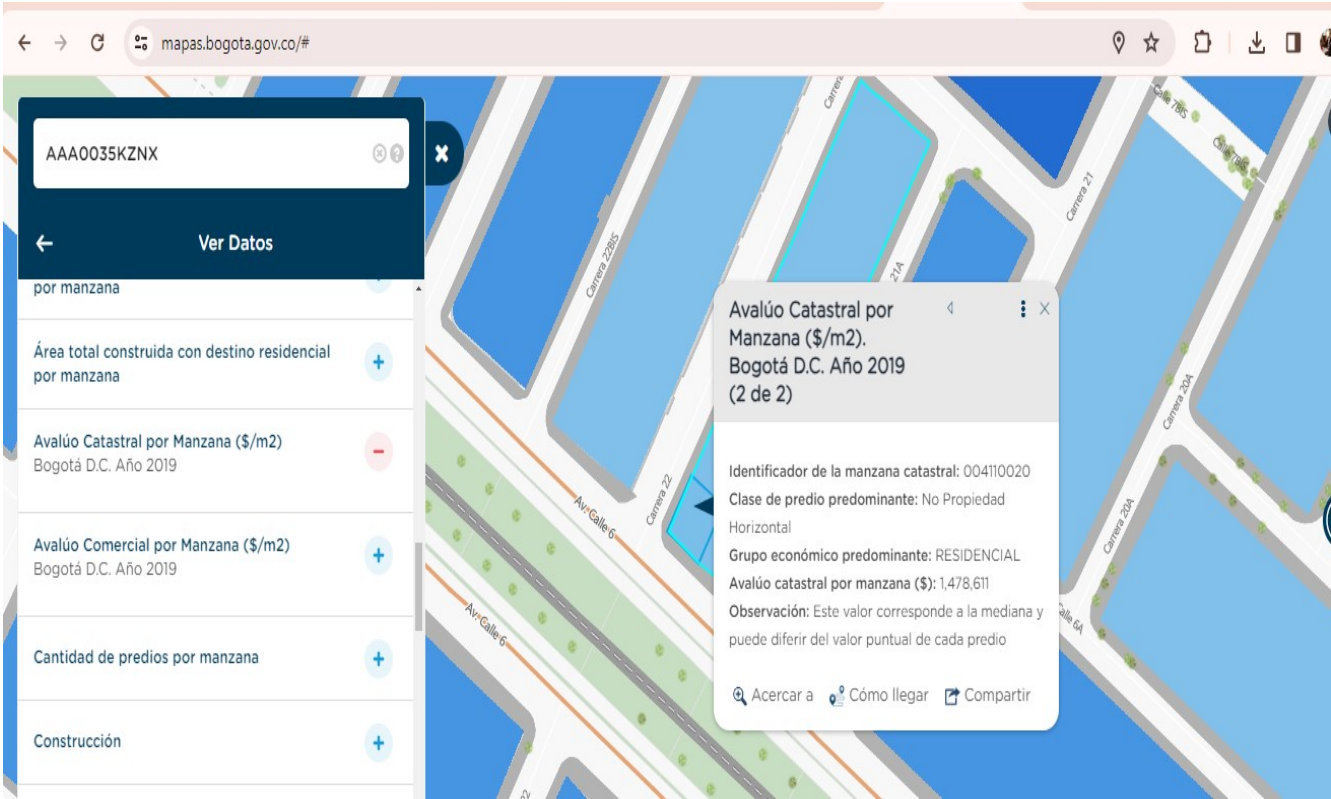 mapas.bogota.gov.co/#
AAA0035KZNX
Ver Datos
por manzana
Área total construida con destino residencial
por manzana
Avalúo Catastral por Manzana ($/m2)
Bogotá D.C. Año 2019
Avalúo Comercial por Manzana ($/m2)
Bogotá D.C. Año 2019
Cantidad de predios por manzana
Construcción
Avalúo Catastral por
Manzana ($/m2).
Bogotá D.C. Año 2019
(2 de 2)
Identificador de la manzana catastral: 004110020
Clase de predio predominante: No Propiedad
Horizontal
Grupo económico predominante: RESIDENCIAL
Avalúo catastral por manzana ($): 1,478,611
Observación: Este valor corresponde a la mediana y
puede diferir del valor puntual de cada predio
Acercar a
Cómo llegar
Compartir
Carrera 22BIS
Carrera
Carrera 22
21A
Carrera 21
Calle 7BIS
Carrera 20A
Carrera 20A
Calle 6A
Av. Calle 6
Av. Calle 6